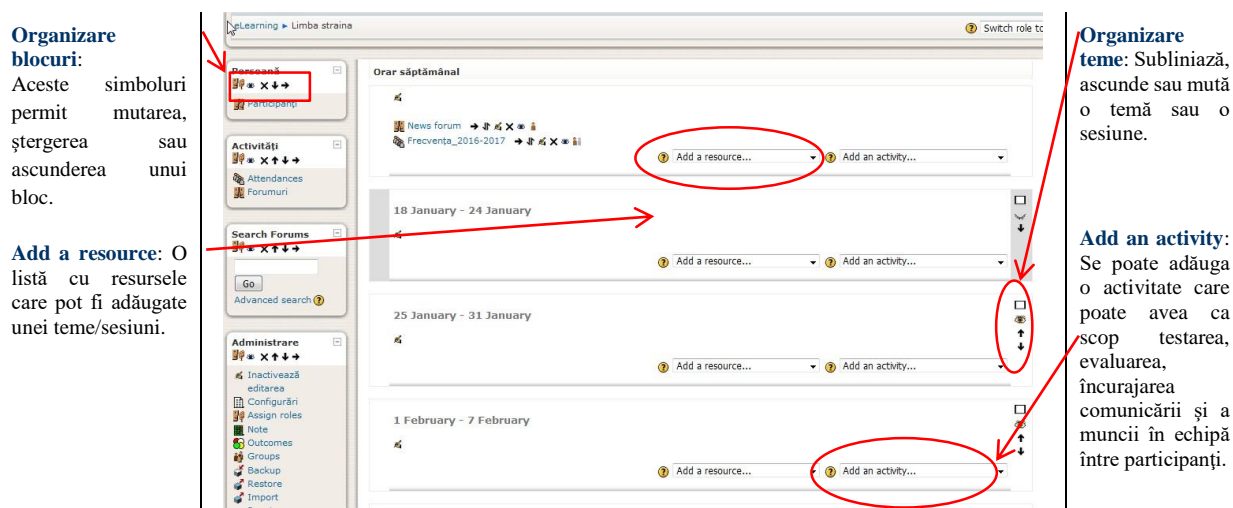 Organizare
blocuri:
Aceste simboluri
permit mutarea,
ștergerea sau
ascunderea unui
bloc.
Add a resource: O
listă cu resursele
care pot fi adăugate
unei teme/sesiuni.
eLearning ► Limba straina
Switch role to
Persoană
Participanți
Activități
Attendances
Forumuri
Search Forums
Go
Advanced search
Administrare
Inactivează
editarea
Configurări
Assign roles
Note
Outcomes
Groups
Backup
Restore
Import
Orar săptămânal
News forum
Frecvența_2016-2017
Add a resource... Add an activity...
18 January - 24 January
Add a resource... Add an activity...
25 January - 31 January
Add a resource... Add an activity...
1 February - 7 February
Add a resource... Add an activity...
Organizare
teme: Subliniază,
ascunde sau mută
o temă sau o
sesiune.
Add an activity:
Se poate adăuga
o activitate care
poate avea ca
scop testarea,
evaluarea,
încurajarea
comunicării și a
muncii în echipă
între participanţi.